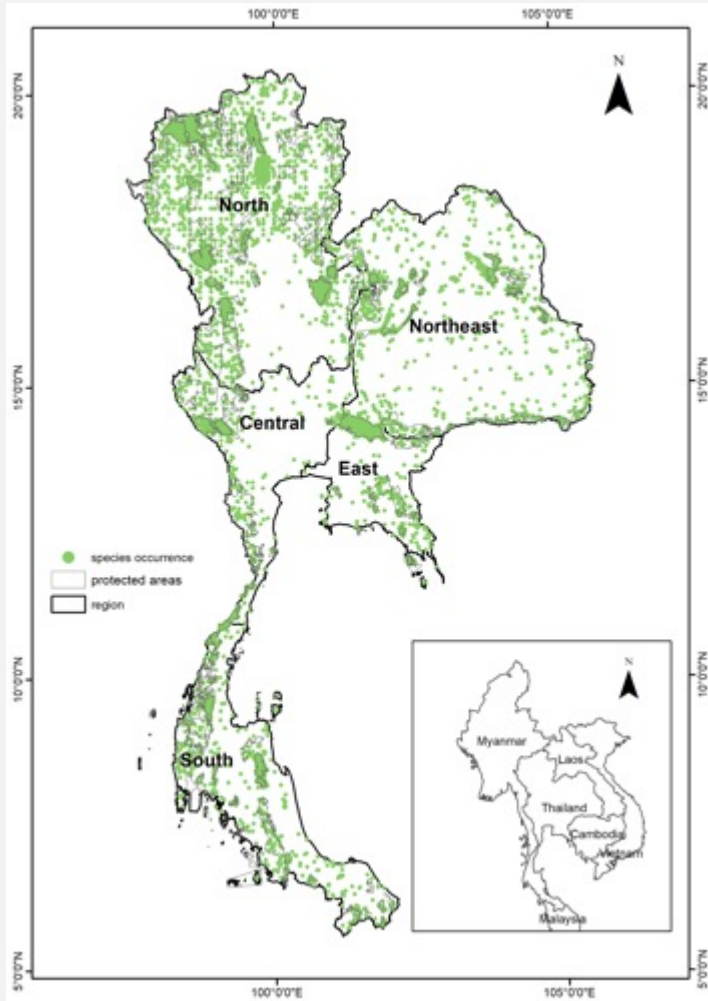 100°0'0"E
105°0'0"E
N
20°0'0"N
20°0'0"N
North
Northeast
15°0'0"N
15°0'0"N
Central
East
species occurrence
protected areas
region
10°0'0"N
10°0'0"N
South
N
Myanmar
Laos
Thailand
Cambodia
Vietnam
Malaysia
5°0'0"N
5°0'0"N
100°0'0"E
105°0'0"E